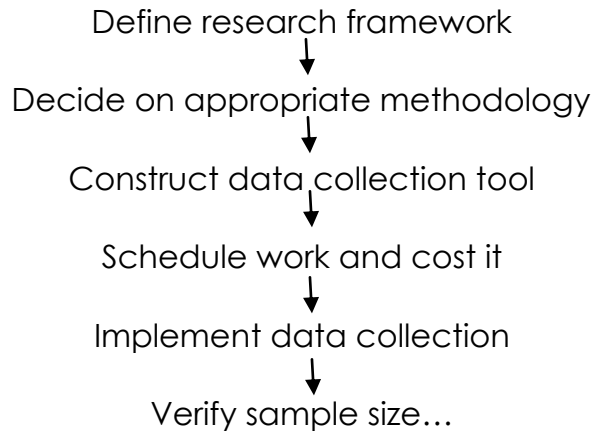 Define research framework
Decide on appropriate methodology
Construct data collection tool
Schedule work and cost it
Implement data collection
Verify sample size…